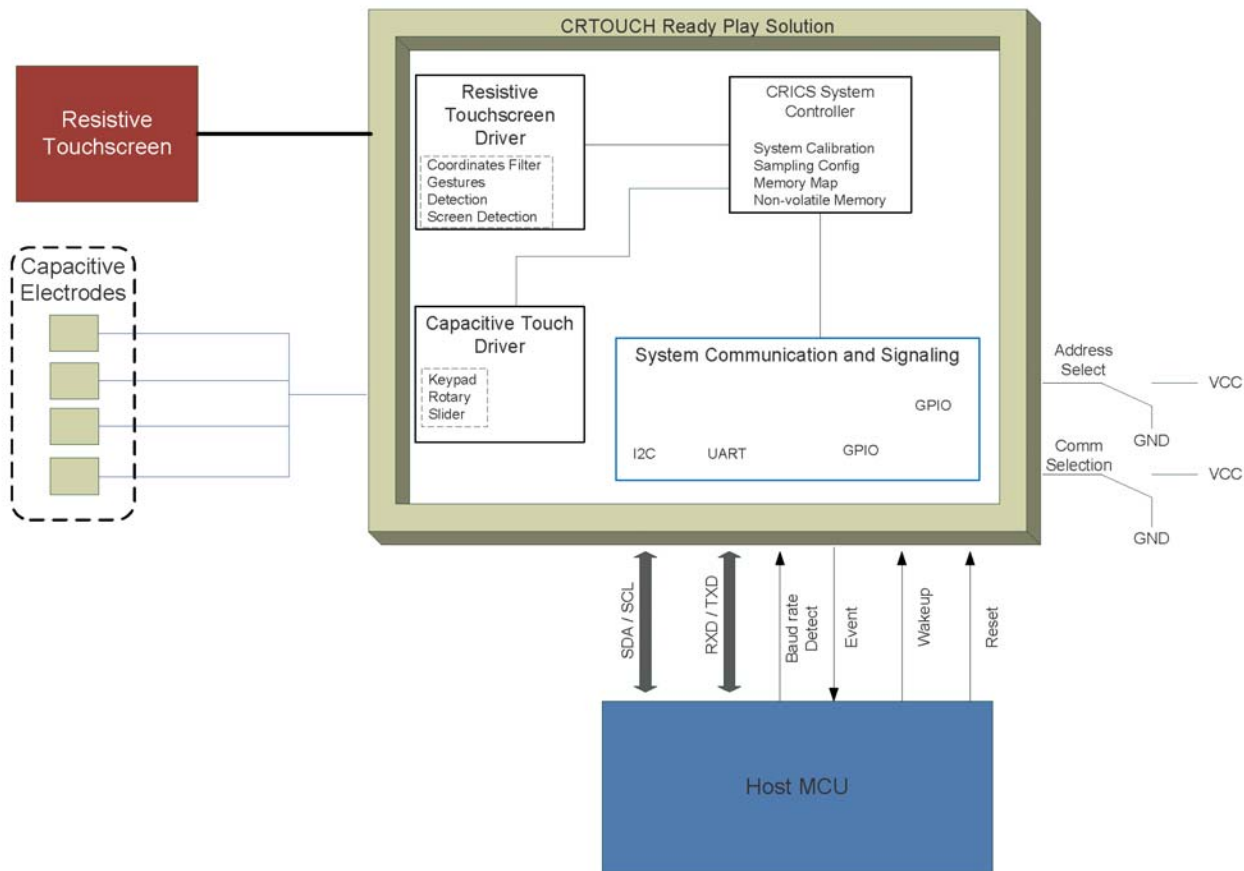 CRTOUCH Ready Play Solution
Resistive
Touchscreen
Resistive
Touchscreen
Driver
Coordinates Filter
Gestures
Detection
Screen Detection
CRICS System
Controller
System Calibration
Sampling Config
Memory Map
Non-volatile Memory
Capacitive
Electrodes
Capacitive Touch
Driver
Keypad
Rotary
Slider
System Communication and Signaling
GPIO
I2C
UART
GPIO
Address
Select
VCC
GND
Comm
Selection
VCC
GND
SDA / SCL
RXD / TXD
Baud rate
Detect
Event
Wakeup
Reset
Host MCU